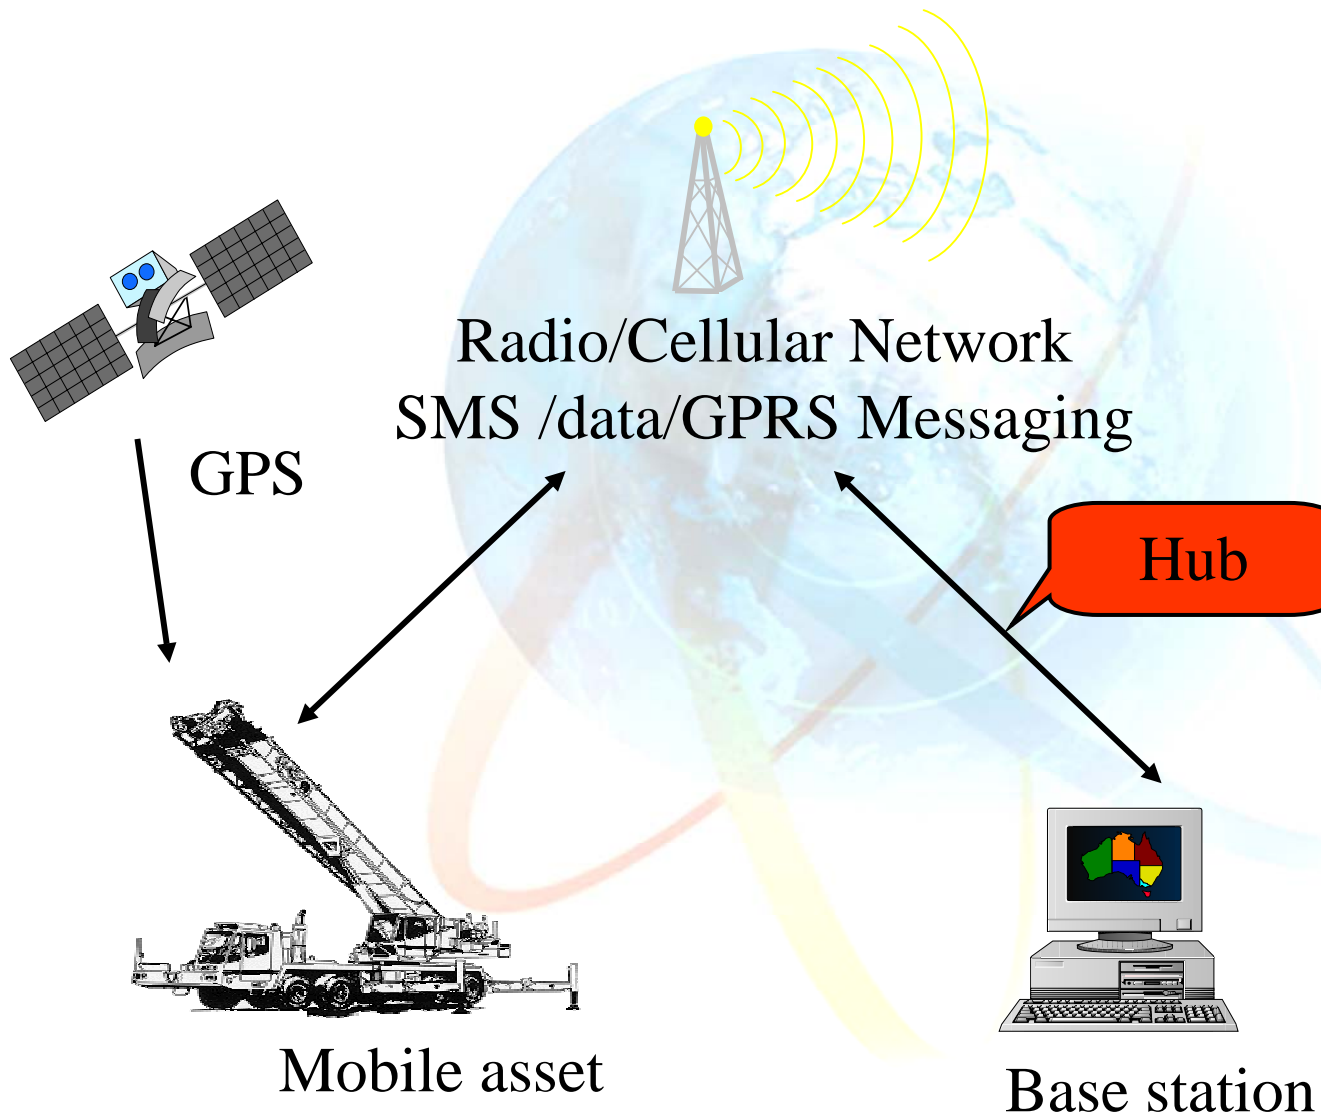 Radio/Cellular Network
SMS /data/GPRS Messaging
GPS
Hub
Mobile asset
Base station